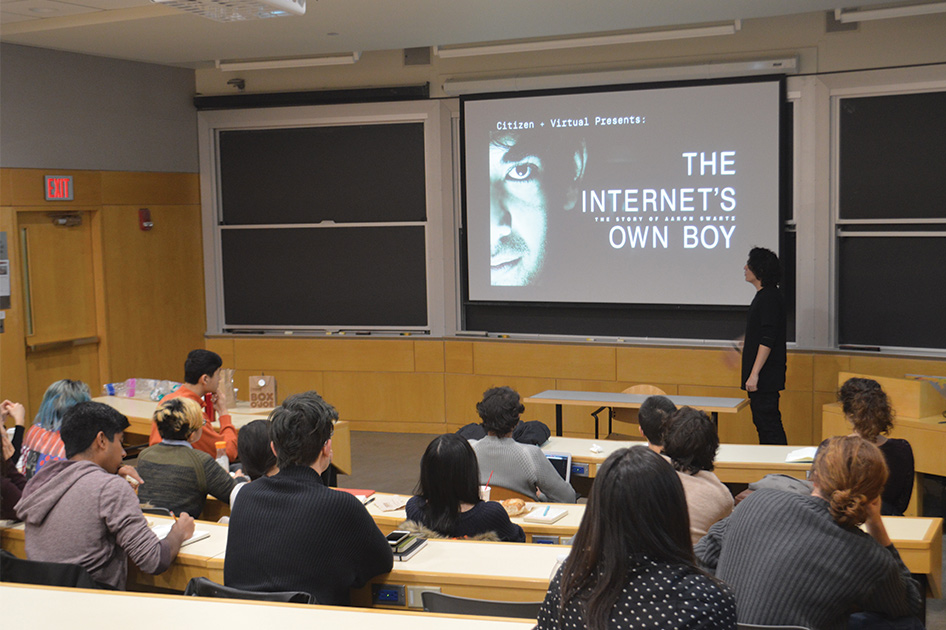 EXIT
Citizen + Virtual Presents:
THE
INTERNET'S
THE STORY OF AARON SWARTZ
OWN BOY
BOX